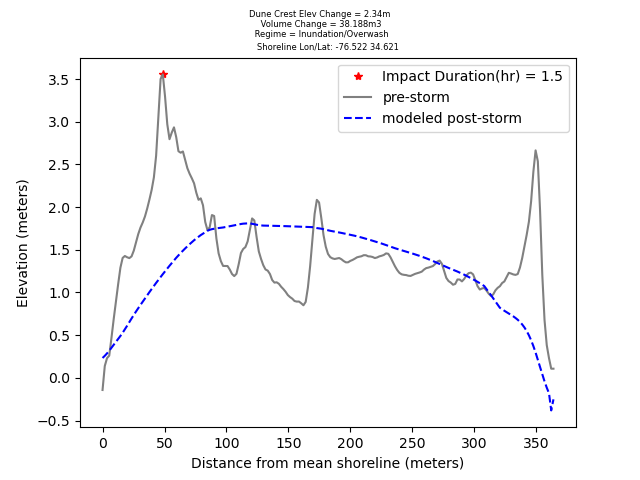 Dune Crest Elev Change = 2.34m
Volume Change = 38.188m3
Regime = Inundation/Overwash
Shoreline Lon/Lat: -76.522 34.621
Impact Duration(hr) = 1.5
pre-storm
modeled post-storm
Elevation (meters)
3.5
3.0
2.5
2.0
1.5
1.0
0.5
0.0
−0.5
0 50 100 150 200 250 300 350
Distance from mean shoreline (meters)